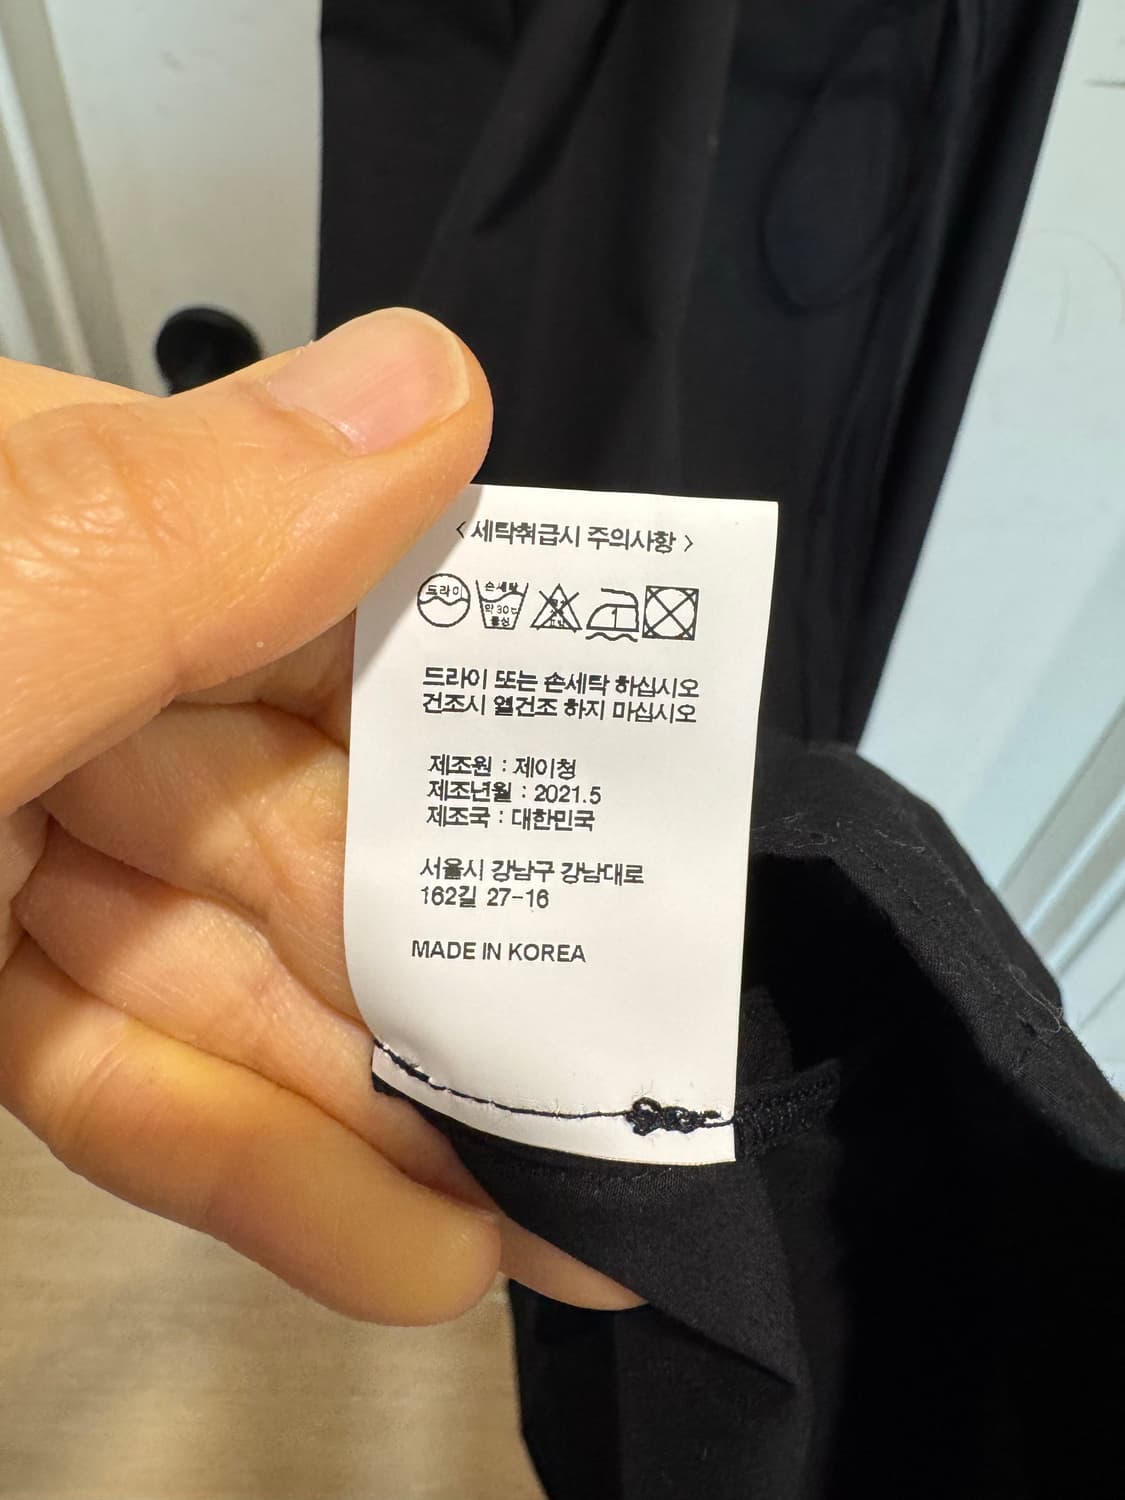 < 세탁취급시 주의사항 >
드라이
손세탁
약 30℃
중성
1
드라이 또는 손세탁 하십시오
건조시 열건조 하지 마십시오
제조원 : 제이청
제조년월 : 2021.5
제조국 : 대한민국
서울시 강남구 강남대로
162길 27-16
MADE IN KOREA